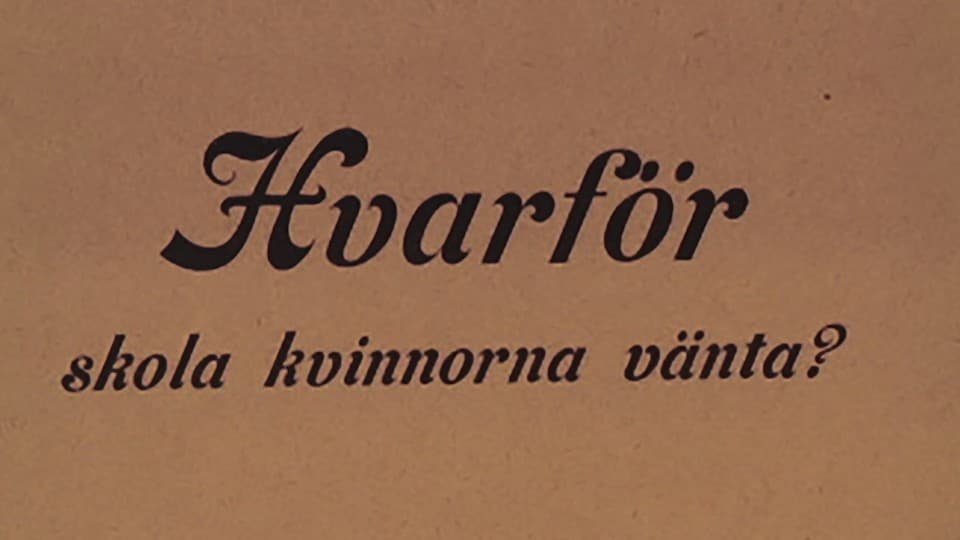 Hvarför
skola kvinnorna vänta?